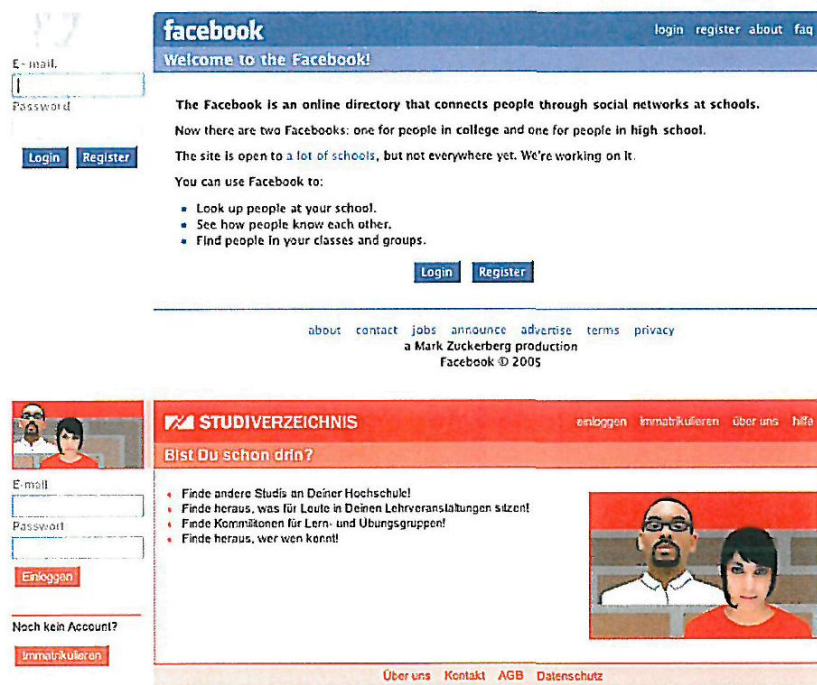 facebook
login register about faq
Welcome to the Facebook!
E-mail:
Password
Login Register
The Facebook is an online directory that connects people through social networks at schools.
Now there are two Facebooks: one for people in college and one for people in high school.
The site is open to a lot of schools, but not everywhere yet. We're working on it.
You can use Facebook to:
Look up people at your school.
See how people know each other.
Find people in your classes and groups.
Login Register
about contact jobs announce advertise terms privacy
a Mark Zuckerberg production
Facebook © 2005
STUDIVERZEICHNIS
einloggen immatrikulieren über uns hilfe
Bist Du schon drin?
E-mail
Passwort
Einloggen
Noch kein Account?
Immatrikulieren
Finde andere Studis an Deiner Hochschule!
Finde heraus, was für Leute in Deinen Lehrveranstaltungen sitzen!
Finde Kommilitonen für Lern- und Übungsgruppen!
Finde heraus, wer wen kennt!
Über uns Kontakt AGB Datenschutz